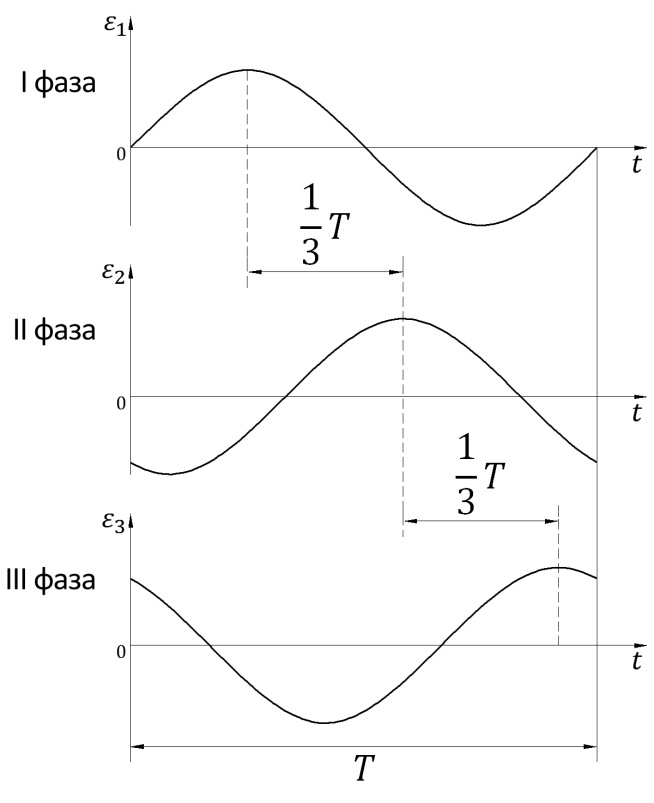 ε₁
I фаза
0
t
1/3 T
ε₂
II фаза
0
t
1/3 T
ε₃
III фаза
0
t
T